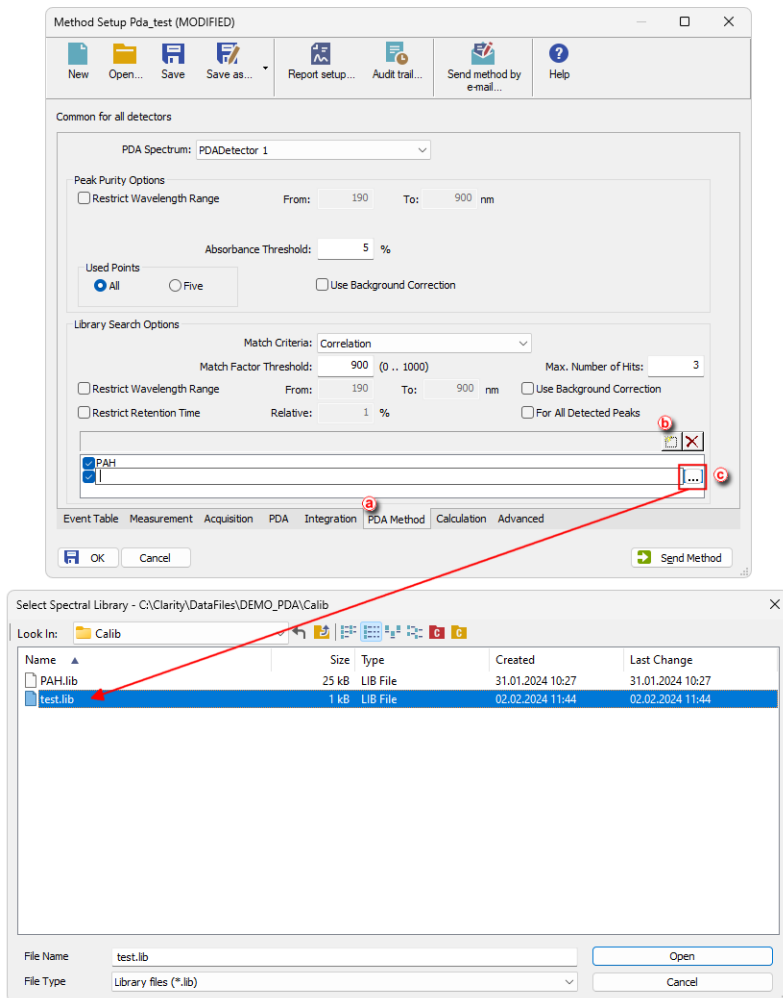 Method Setup Pda_test (MODIFIED)
New Open... Save Save as... Report setup... Audit trail... Send method by e-mail... Help
Common for all detectors
PDA Spectrum: PDADetector 1
Peak Purity Options
Restrict Wavelength Range From: 190 To: 900 nm
Absorbance Threshold: 5 %
Used Points
All Five Use Background Correction
Library Search Options
Match Criteria: Correlation
Match Factor Threshold: 900 (0 .. 1000) Max. Number of Hits: 3
Restrict Wavelength Range From: 190 To: 900 nm Use Background Correction
Restrict Retention Time Relative: 1 % For All Detected Peaks
b
PAH
... c
a
Event Table Measurement Acquisition PDA Integration PDA Method Calculation Advanced
OK Cancel Send Method
Select Spectral Library - C:\Clarity\DataFiles\DEMO_PDA\Calib
Look In: Calib C C
Name Size Type Created Last Change
PAH.lib 25 kB LIB File 31.01.2024 10:27 31.01.2024 10:27
test.lib 1 kB LIB File 02.02.2024 11:44 02.02.2024 11:44
File Name test.lib Open
File Type Library files (*.lib) Cancel